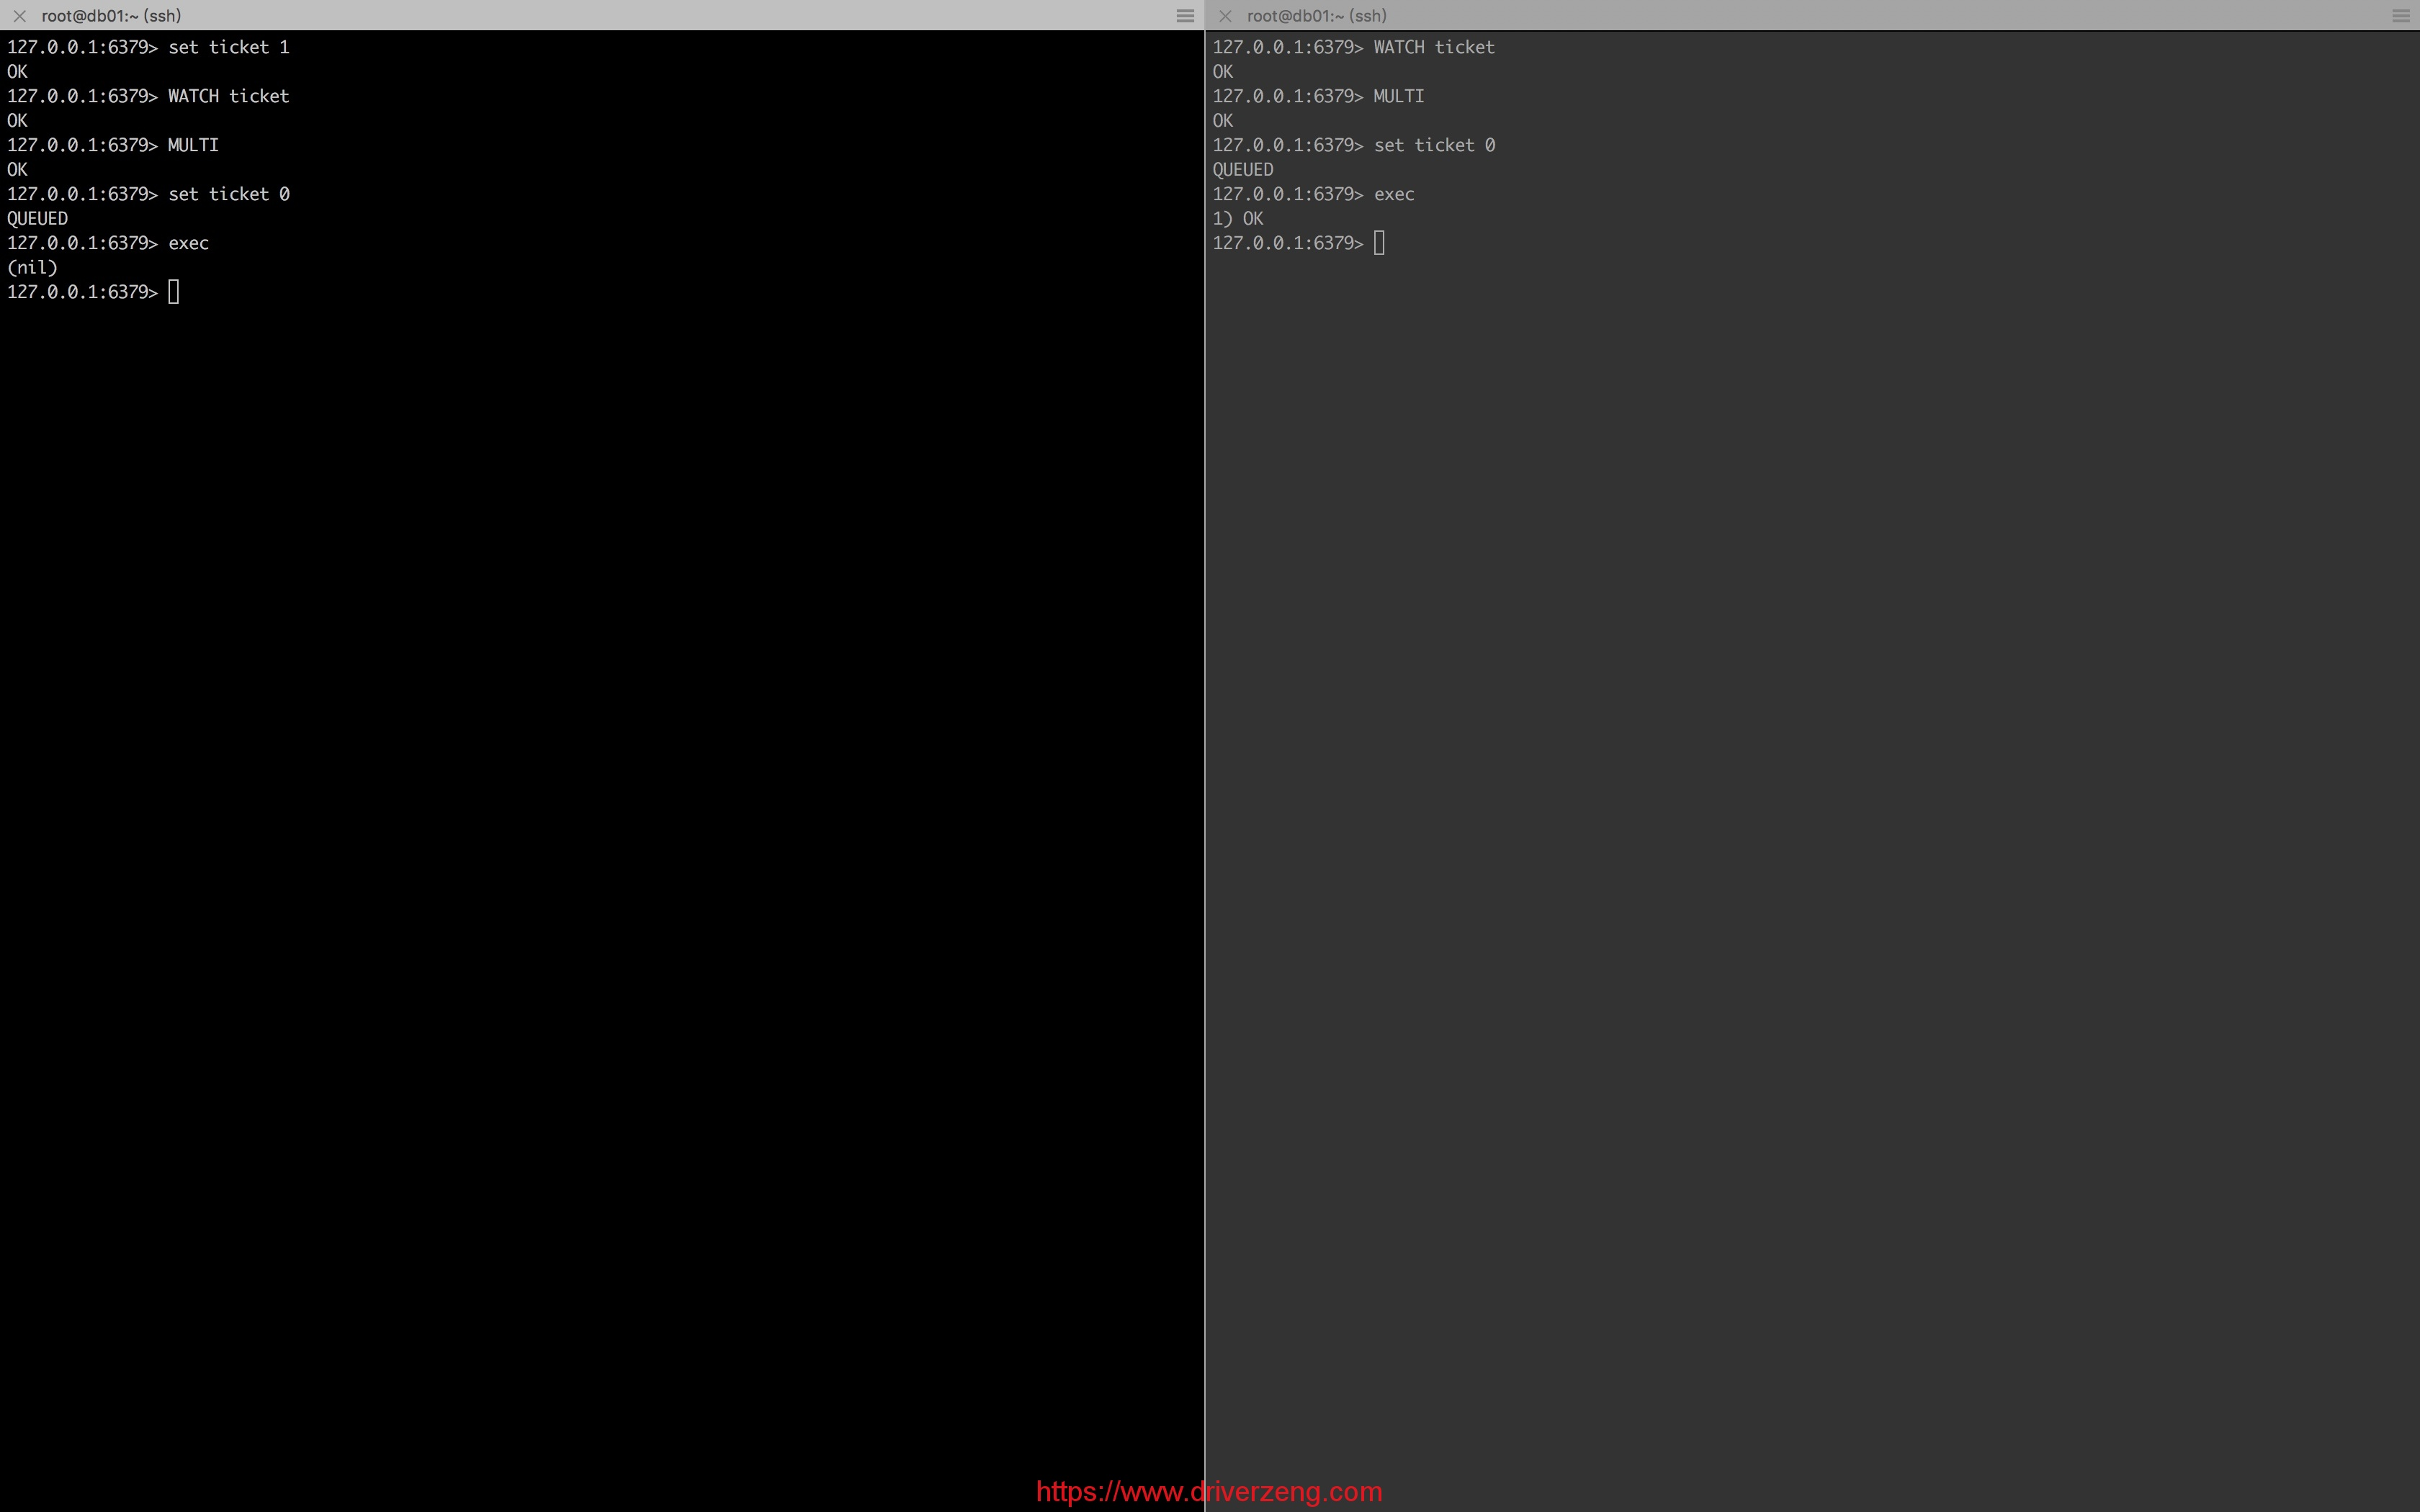 root@db01:~ (ssh)
127.0.0.1:6379> set ticket 1
OK
127.0.0.1:6379> WATCH ticket
OK
127.0.0.1:6379> MULTI
OK
127.0.0.1:6379> set ticket 0
QUEUED
127.0.0.1:6379> exec
(nil)
127.0.0.1:6379>
root@db01:~ (ssh)
127.0.0.1:6379> WATCH ticket
OK
127.0.0.1:6379> MULTI
OK
127.0.0.1:6379> set ticket 0
QUEUED
127.0.0.1:6379> exec
1) OK
127.0.0.1:6379>
https://www.driverzeng.com